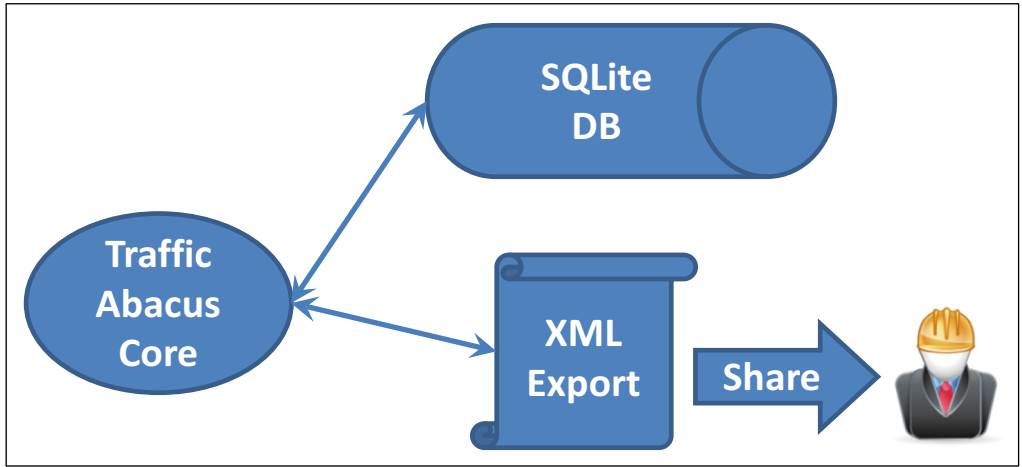 SQLite
DB
Traffic
Abacus
Core
XML
Export
Share